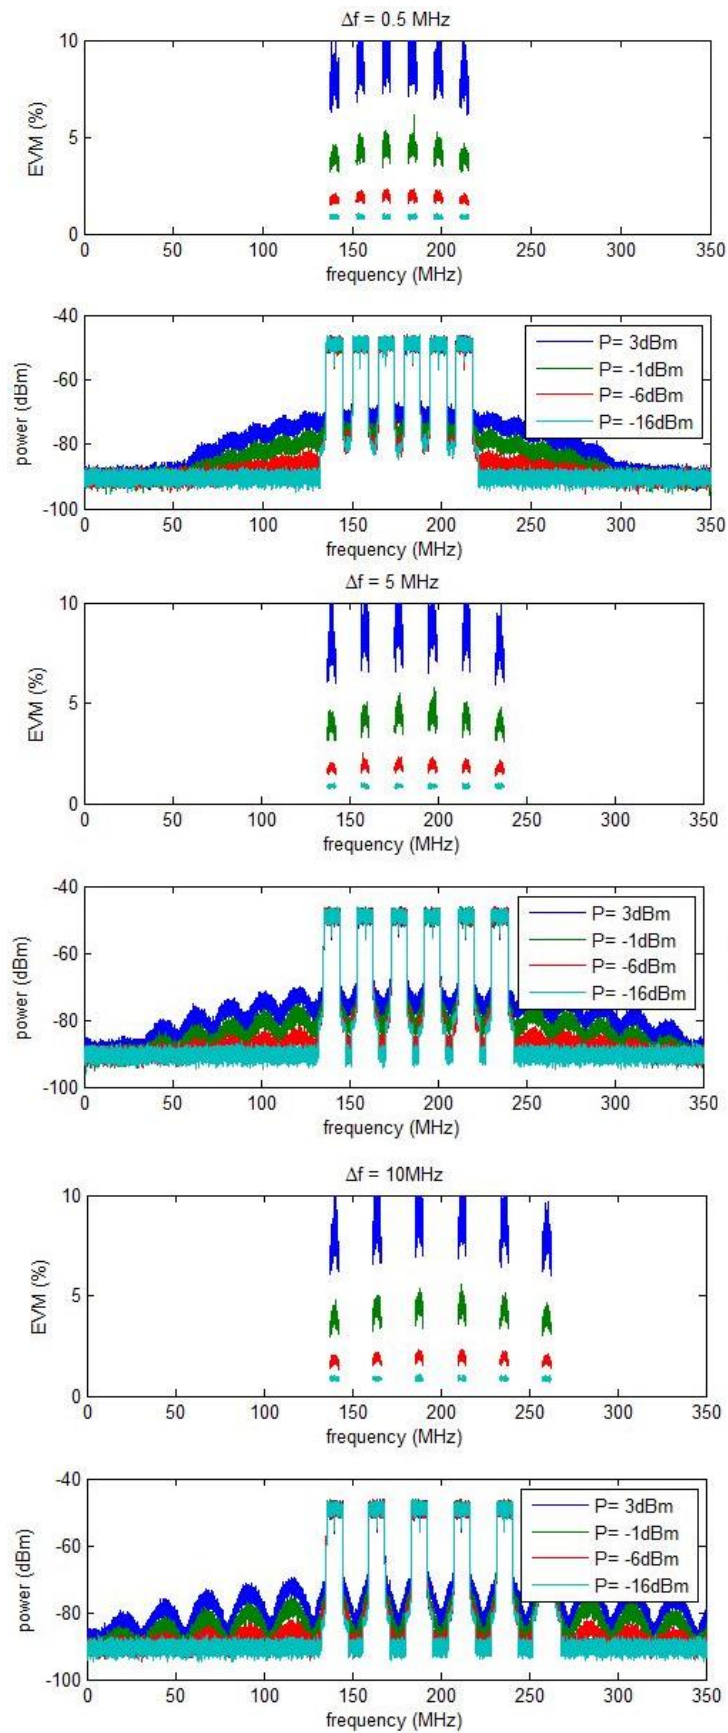 Δf = 0.5 MHz
10
5
0
EVM (%)
0 50 100 150 200 250 300 350
frequency (MHz)
-40
-60
-80
-100
power (dBm)
P= 3dBm
P= -1dBm
P= -6dBm
P= -16dBm
0 50 100 150 200 250 300 350
frequency (MHz)
Δf = 5 MHz
10
5
0
EVM (%)
0 50 100 150 200 250 300 350
frequency (MHz)
-40
-60
-80
-100
power (dBm)
P= 3dBm
P= -1dBm
P= -6dBm
P= -16dBm
0 50 100 150 200 250 300 350
frequency (MHz)
Δf = 10MHz
10
5
0
EVM (%)
0 50 100 150 200 250 300 350
frequency (MHz)
-40
-60
-80
-100
power (dBm)
P= 3dBm
P= -1dBm
P= -6dBm
P= -16dBm
0 50 100 150 200 250 300 350
frequency (MHz)